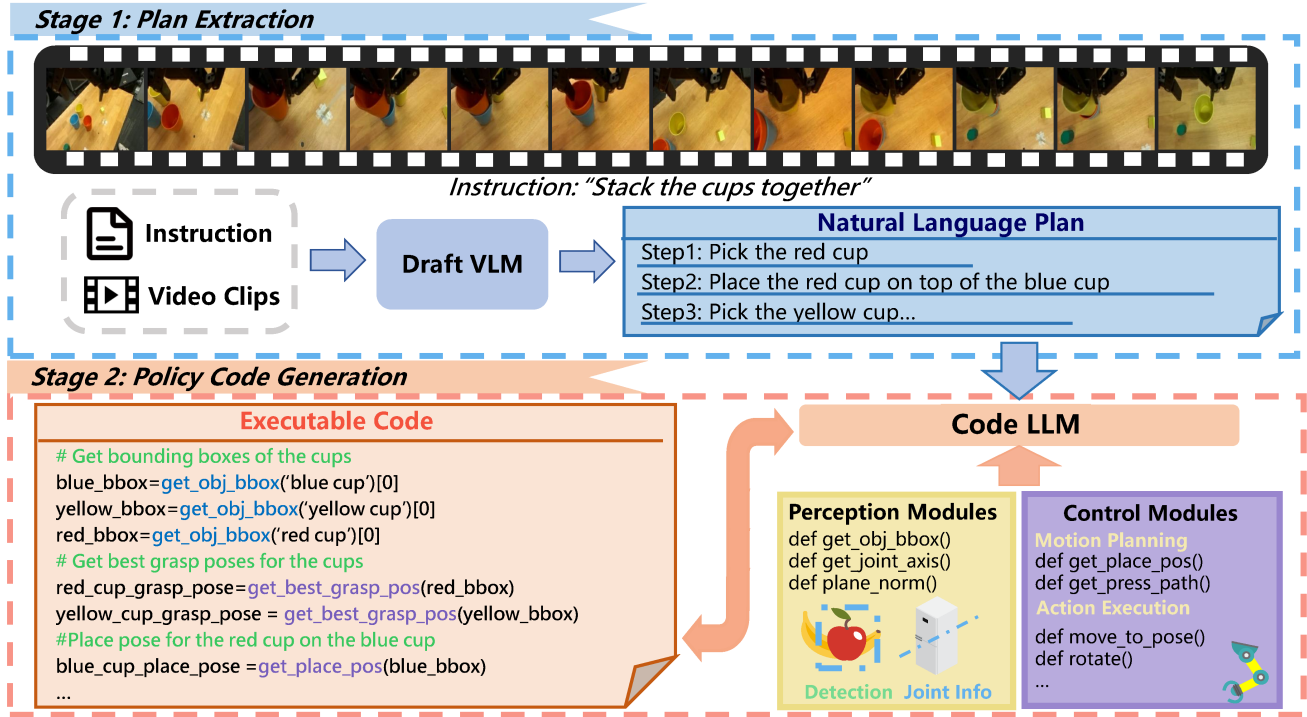 Stage 1: Plan Extraction
Instruction: “Stack the cups together”
Instruction
Video Clips
Draft VLM
Natural Language Plan
Step1: Pick the red cup
Step2: Place the red cup on top of the blue cup
Step3: Pick the yellow cup...
Stage 2: Policy Code Generation
Executable Code
# Get bounding boxes of the cups
blue_bbox=get_obj_bbox(‘blue cup’)[0]
yellow_bbox=get_obj_bbox(‘yellow cup’)[0]
red_bbox=get_obj_bbox(‘red cup’)[0]
# Get best grasp poses for the cups
red_cup_grasp_pose=get_best_grasp_pos(red_bbox)
yellow_cup_grasp_pose = get_best_grasp_pos(yellow_bbox)
#Place pose for the red cup on the blue cup
blue_cup_place_pose =get_place_pos(blue_bbox)
...
Code LLM
Perception Modules
def get_obj_bbox()
def get_joint_axis()
def plane_norm()
Detection Joint Info
Control Modules
Motion Planning
def get_place_pos()
def get_press_path()
Action Execution
def move_to_pose()
def rotate()
...